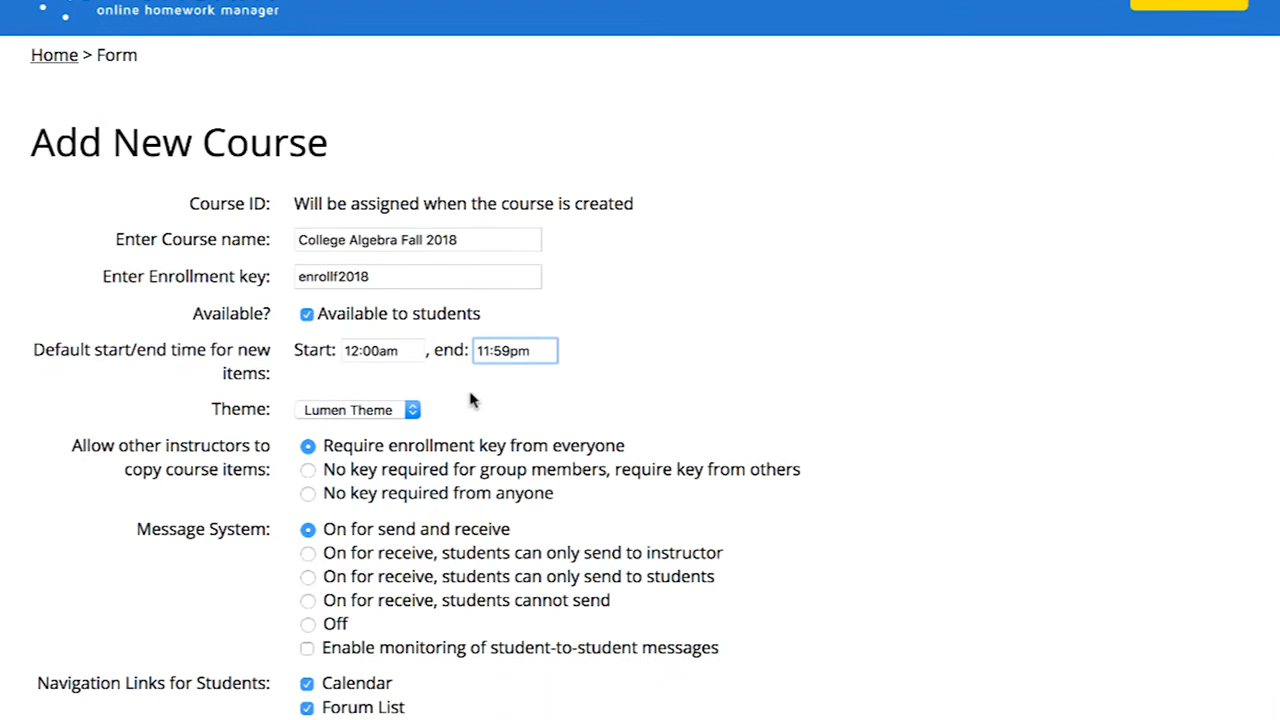 online homework manager
Home > Form
Add New Course
Course ID: Will be assigned when the course is created
Enter Course name: College Algebra Fall 2018
Enter Enrollment key: enrollf2018
Available? Available to students
Default start/end time for new items: Start: 12:00am , end: 11:59pm
Theme: Lumen Theme
Allow other instructors to copy course items: Require enrollment key from everyone
No key required for group members, require key from others
No key required from anyone
Message System: On for send and receive
On for receive, students can only send to instructor
On for receive, students can only send to students
On for receive, students cannot send
Off
Enable monitoring of student-to-student messages
Navigation Links for Students: Calendar
Forum List